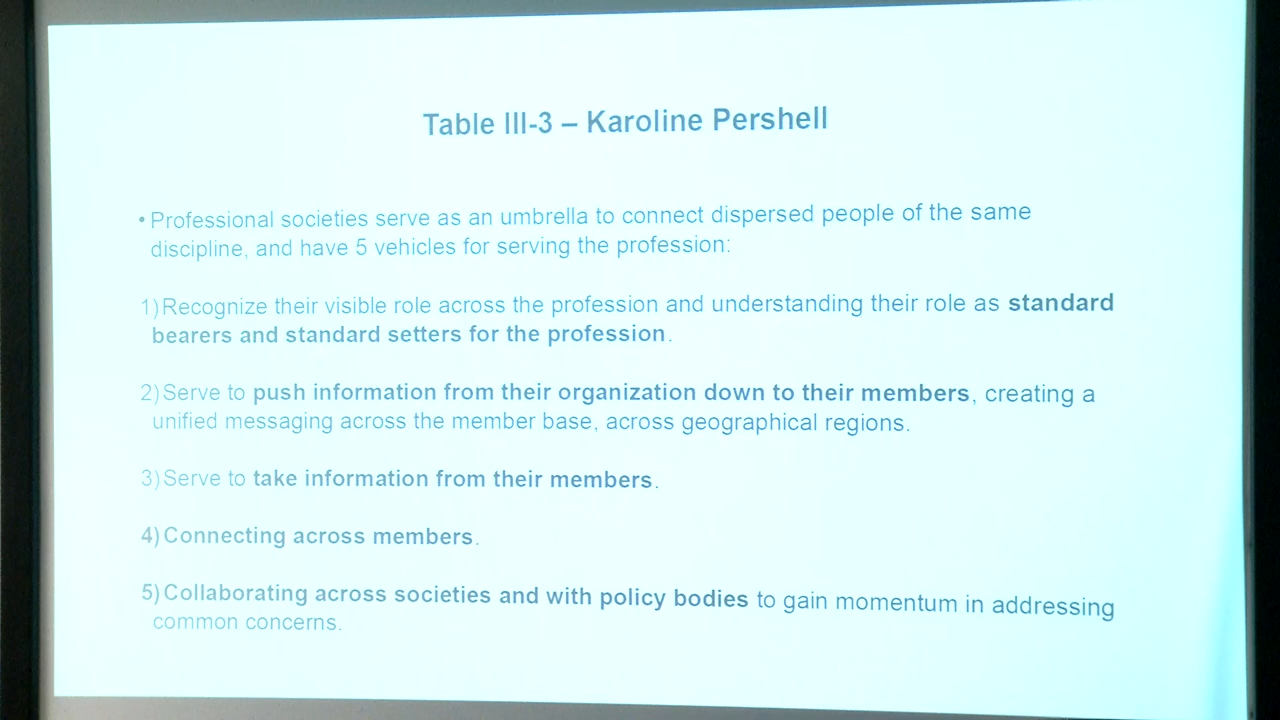 Table III-3 – Karoline Pershell
• Professional societies serve as an umbrella to connect dispersed people of the same
discipline, and have 5 vehicles for serving the profession:
1) Recognize their visible role across the profession and understanding their role as standard
bearers and standard setters for the profession.
2) Serve to push information from their organization down to their members, creating a
unified messaging across the member base, across geographical regions.
3) Serve to take information from their members.
4) Connecting across members.
5) Collaborating across societies and with policy bodies to gain momentum in addressing
common concerns.